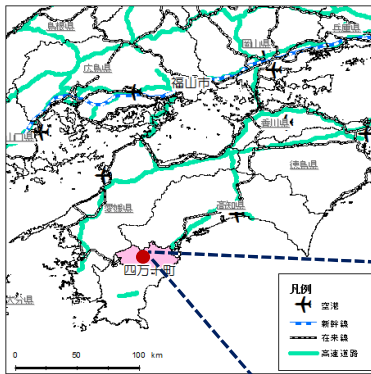 島根県
広島県
岡山県
兵庫県
福山市
山口県
香川県
徳島県
愛媛県
高知県
四万十町
大分県
凡例
空港
新幹線
在来線
高速道路
0 50 100 km